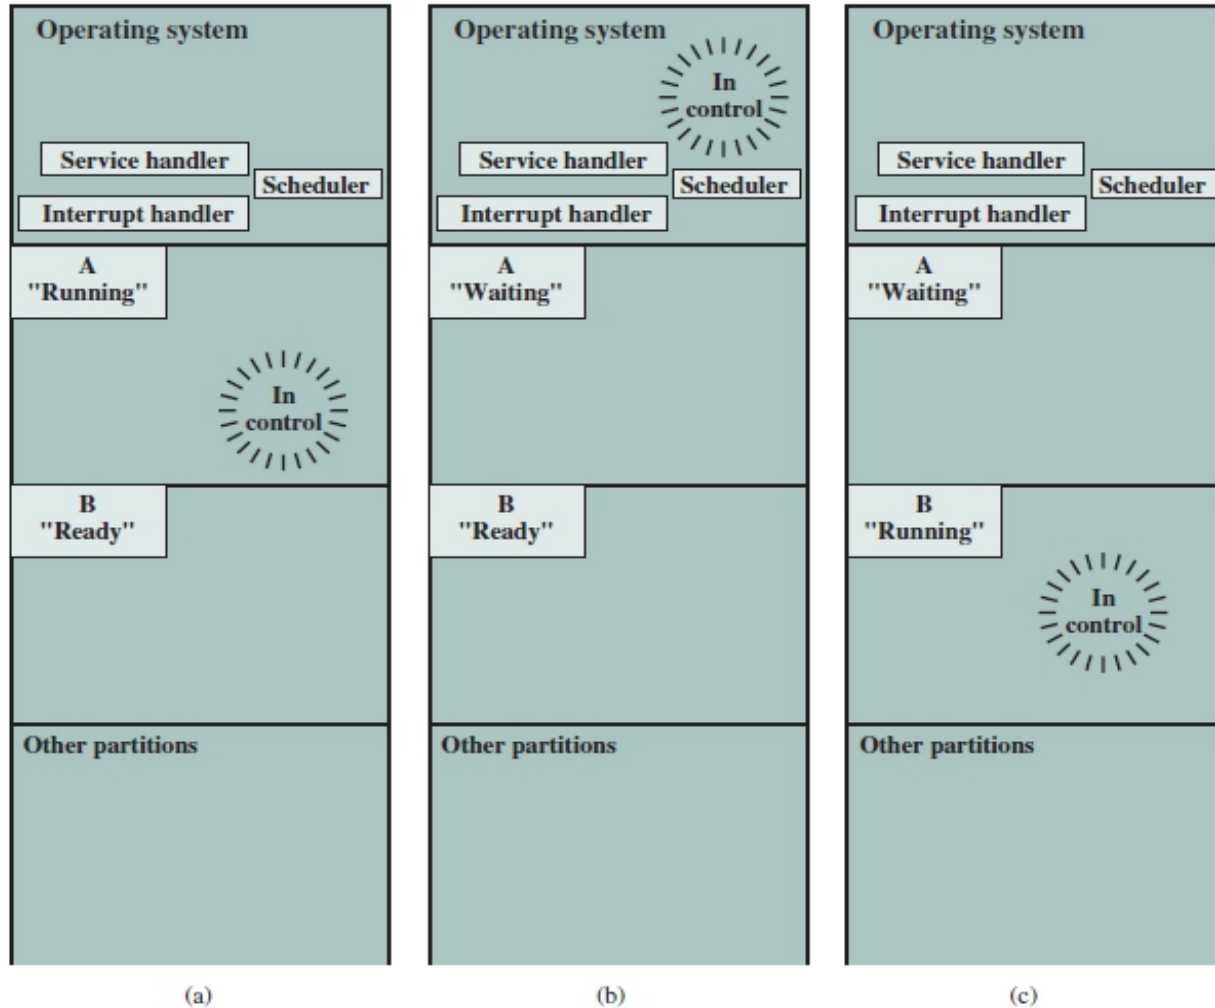 Operating system
In
control
Service handler
Scheduler
Interrupt handler
A
"Running"
In
control
B
"Ready"
Other partitions
(a)
Operating system
In
control
Service handler
Scheduler
Interrupt handler
A
"Waiting"
B
"Ready"
Other partitions
(b)
Operating system
Service handler
Scheduler
Interrupt handler
A
"Waiting"
B
"Running"
In
control
Other partitions
(c)